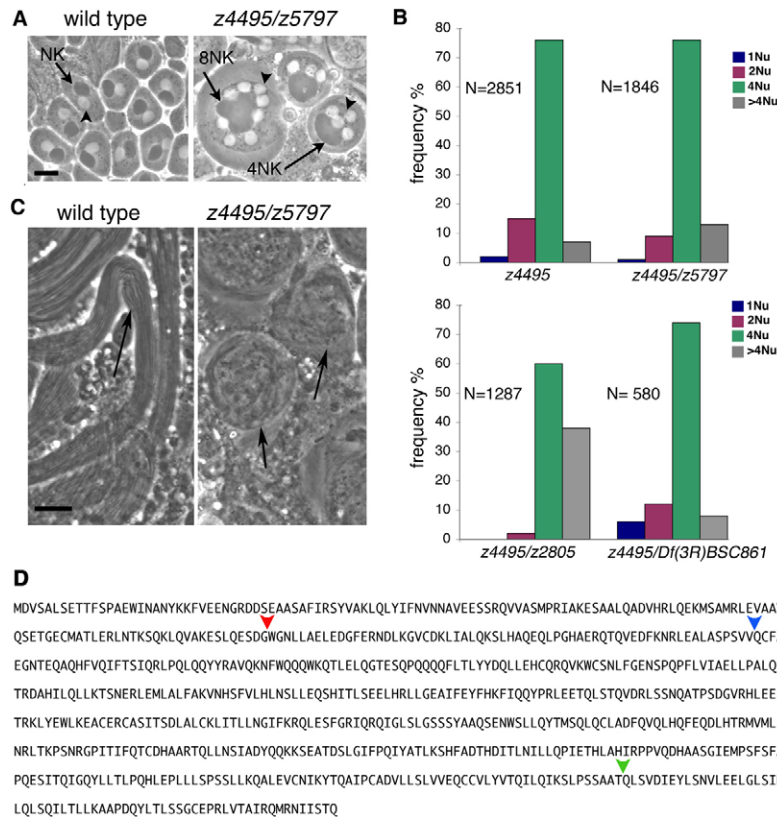 A
wild type
z4495/z5797
NK
8NK
4NK
B
frequency %
80
70
60
50
40
30
20
10
0
N=2851
N=1846
1Nu
2Nu
4Nu
>4Nu
z4495
z4495/z5797
C
wild type
z4495/z5797
frequency %
80
70
60
50
40
30
20
10
0
N=1287
N= 580
1Nu
2Nu
4Nu
>4Nu
z4495/z2805
z4495/Df(3R)BSC861
D
MDVSALSETTFSPAEWINANYKKFVEENGRDDSEAASAFIRSYVAKLQLYIFNVNNAVEESSRQVVASMPRIAKESAALQADVHRLQEKMSAMRLEVAA
QSETGECMATLERLNTKSQKLQVAKESLQESDGWGNLLAELEDGFERNDLKGVCDKLIALQKSLHAQEQLPGHAERQTQVEDFKNRLEALASPSVVQCF
EGNTEQAQHFVQIFTSIQRLPQLQQYYRAVQKNFWQQQWKQTLELQGTESQPQQQQFLTLYYDQLLEHCQRQVKWCSNLFGENSPQPFLVIAELLPALQ
TRDAHILQLLKTSNERLEMLALFAKVNHSFVLHLNSLLEQSHITLSEELHRLLGEAIFEYFHKFIQQYPRLEETQLSTQVDRLSSNQATPSDGVRHLEE
TRKLYEWLKEACERCASITSDLALCKLITLLNGIFKRQLESFGRIQRQIGLSLGSSSYAAQSENWSLLQYTMSQLQCLADFQVQLHQFEQDLHTRMVML
NRLTKPSNRGPITIFQTCDHAARTQLLNSIADYQQKKSEATDSLGIFPQIYATLKSHFADTHDITLNILLQPIETHLAHIRPPVQDHAASGIEMPSFSF
PQESITQIGQYLLTLPQHLEPLLLSPSSLLKQALEVCNIKYTQAIPCADVLLSLVVEQCCVLYVTQILQIKSLPSSAATQLSVDIEYLSNVLEELGLSI
LQLSQILTLLKAAPDQYLTLSSGCEPRLVTAIRQMRNIISTQ